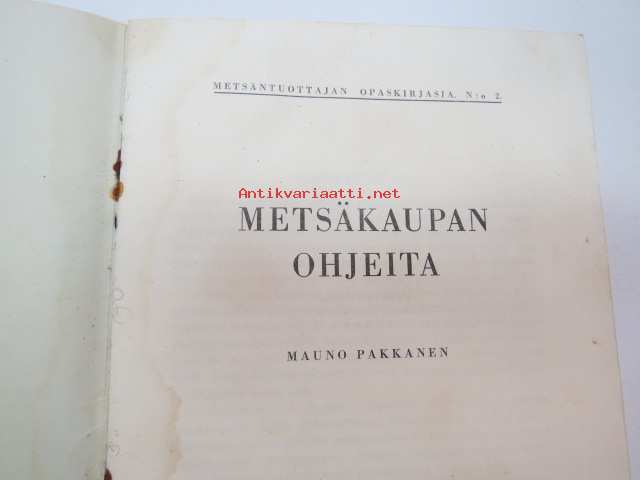 METSÄNTUOTTAJAN OPASKIRJASIA. N:o 2.
Antikvariaatti.net
METSÄKAUPAN
OHJEITA
MAUNO PAKKANEN